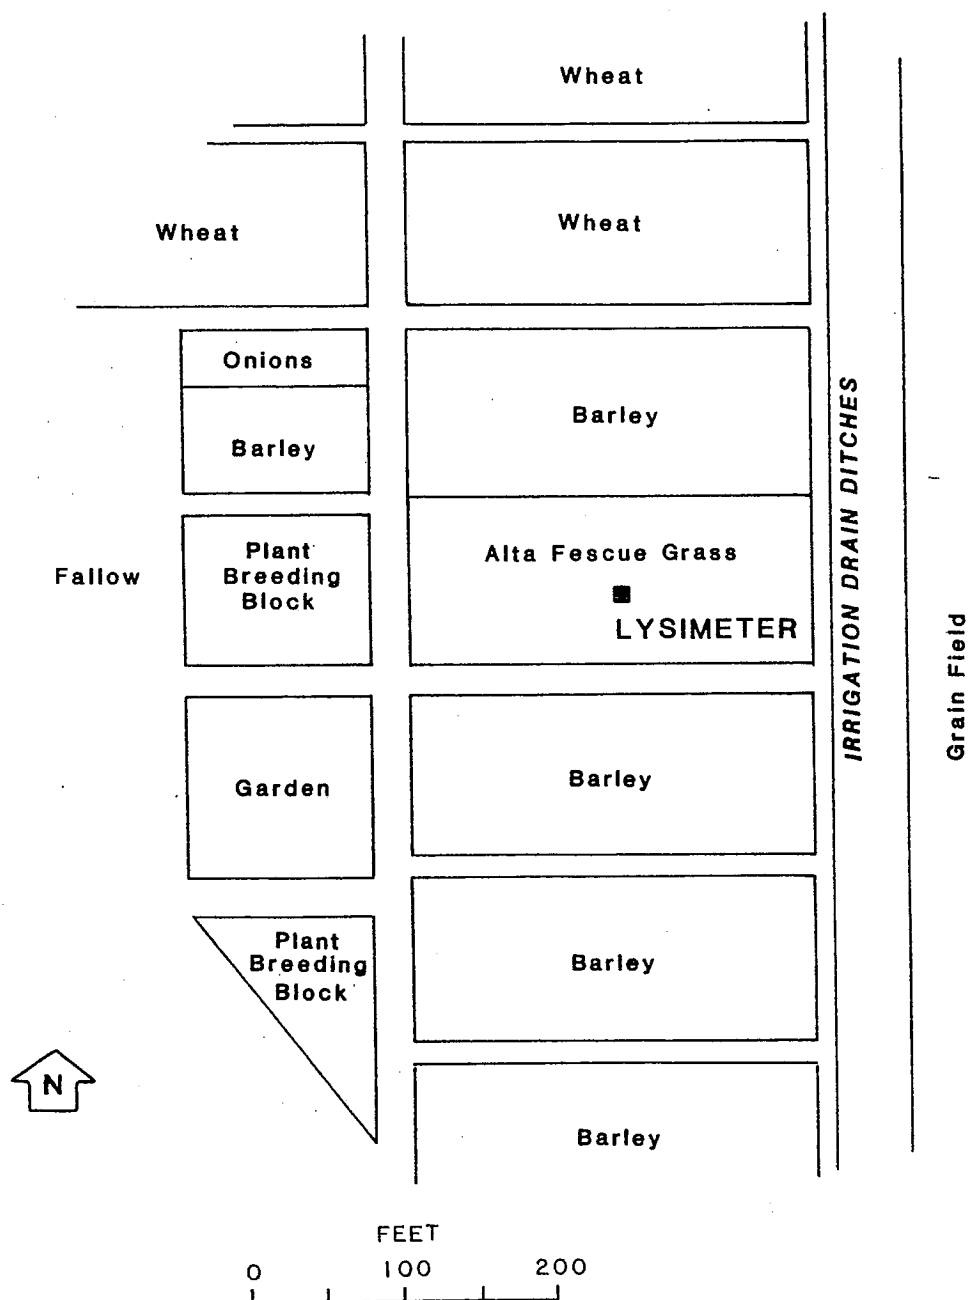 Wheat
Wheat
Wheat
Onions
Barley
Barley
Plant
Breeding
Block
Fallow
Alta Fescue Grass
LYSIMETER
IRRIGATION DRAIN DITCHES
Grain Field
Garden
Barley
Plant
Breeding
Block
Barley
N
Barley
FEET
0 100 200